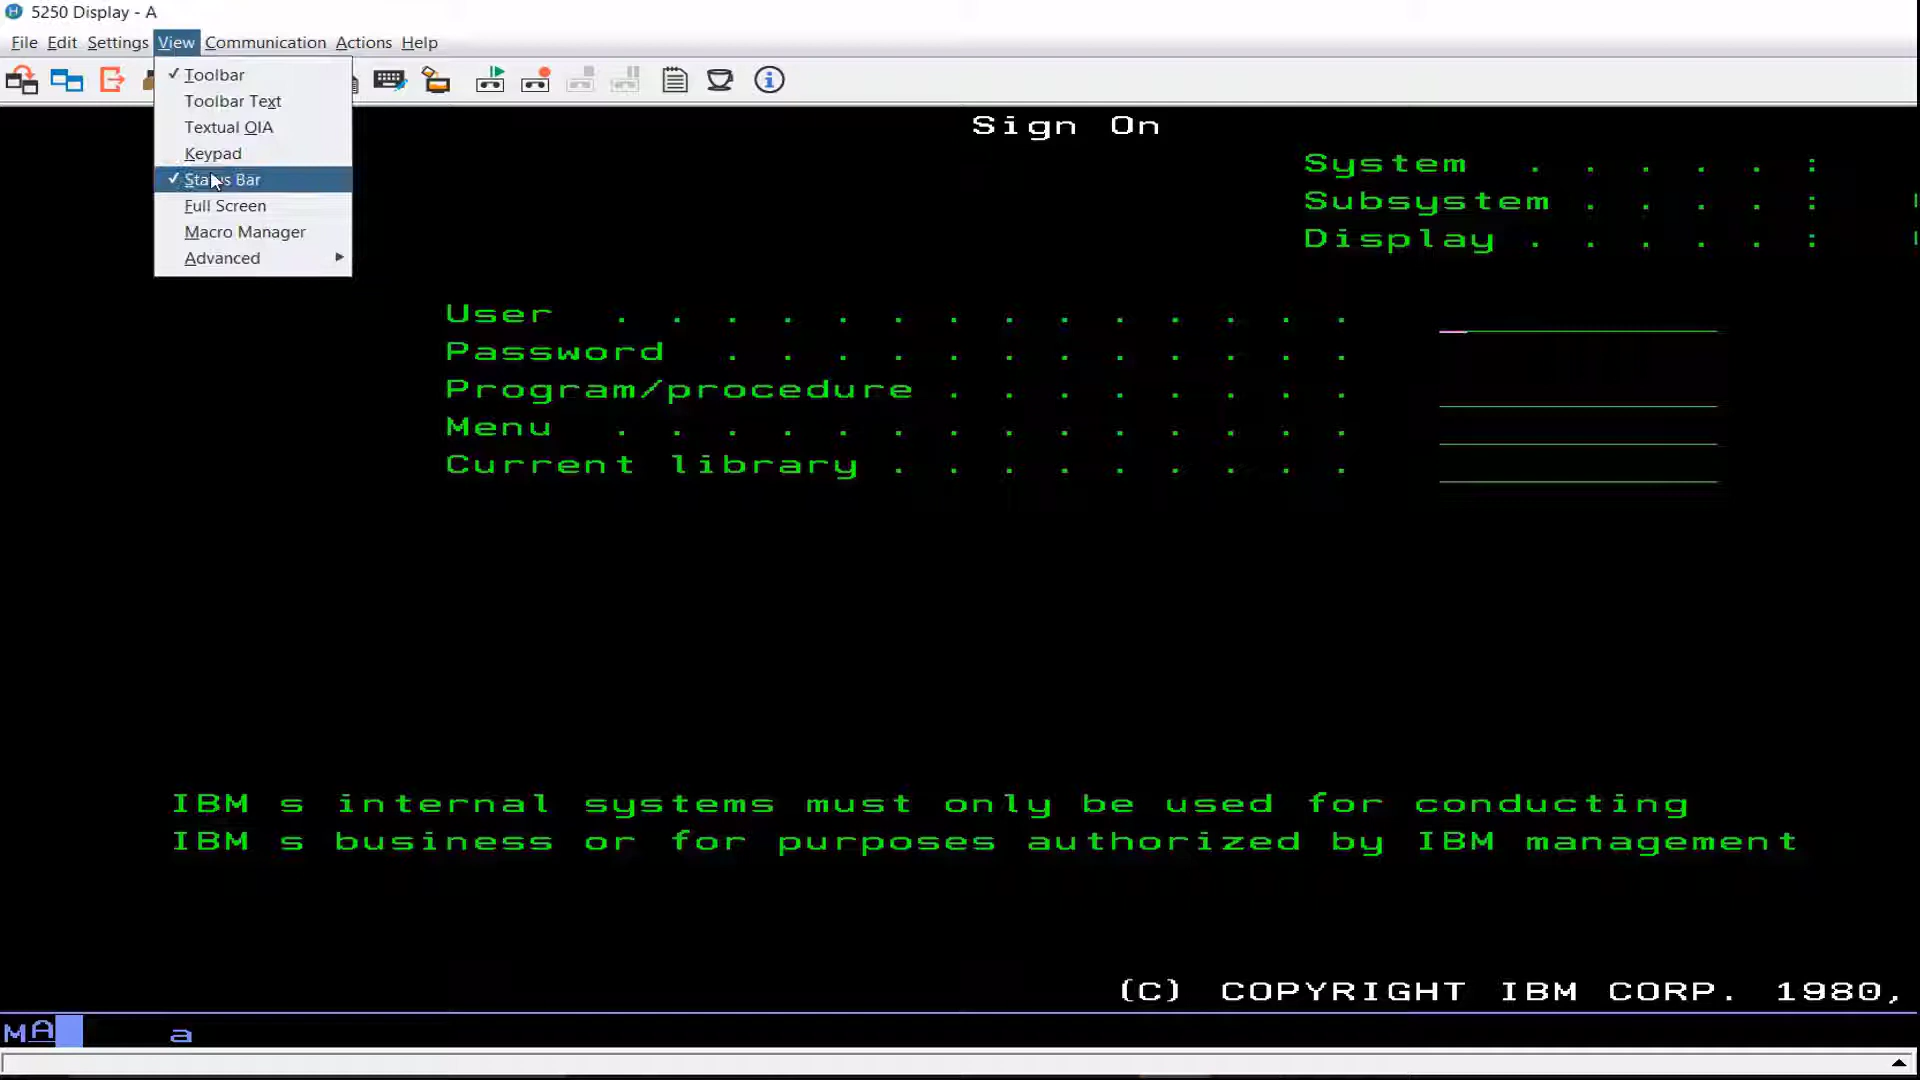 5250 Display - A
File Edit Settings View Communication Actions Help
✓ Toolbar
Toolbar Text
Textual OIA
Keypad
✓ Status Bar
Full Screen
Macro Manager
Advanced
Sign On
System . . . . . :
Subsystem . . . . :
Display . . . . . :
User . . . . . . . . . . . . . .
Password . . . . . . . . . . . .
Program/procedure . . . . . . . .
Menu . . . . . . . . . . . . . .
Current library . . . . . . . . .
IBM s internal systems must only be used for conducting
IBM s business or for purposes authorized by IBM management
(C) COPYRIGHT IBM CORP. 1980,
MA a